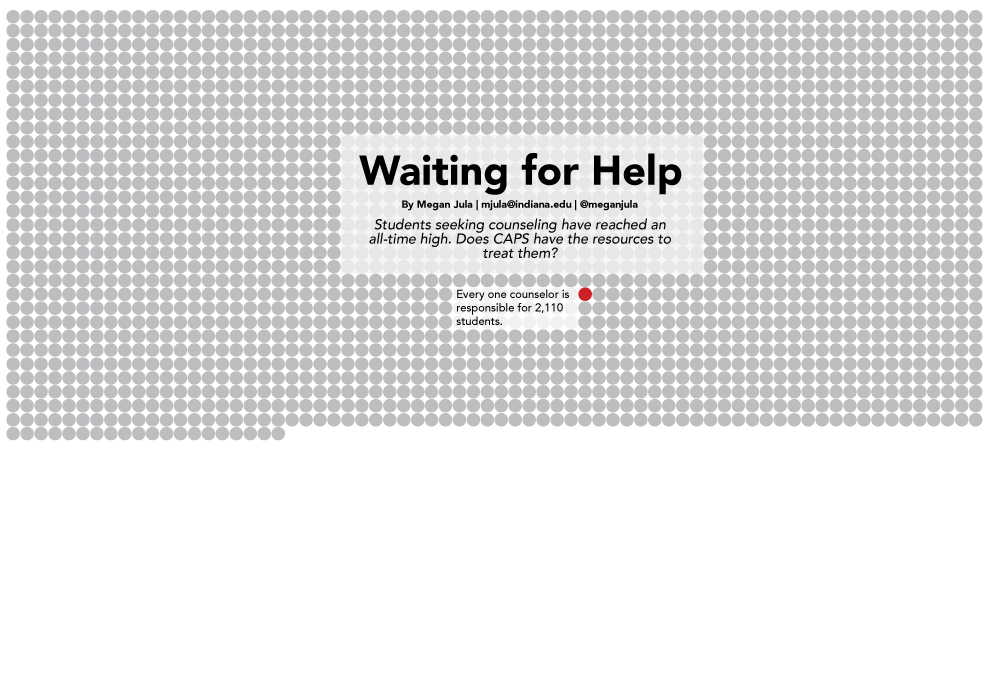 Waiting for Help
By Megan Jula | mjula@indiana.edu | @meganjula
Students seeking counseling have reached an
all-time high. Does CAPS have the resources to
treat them?
Every one counselor is
responsible for 2,110
students.